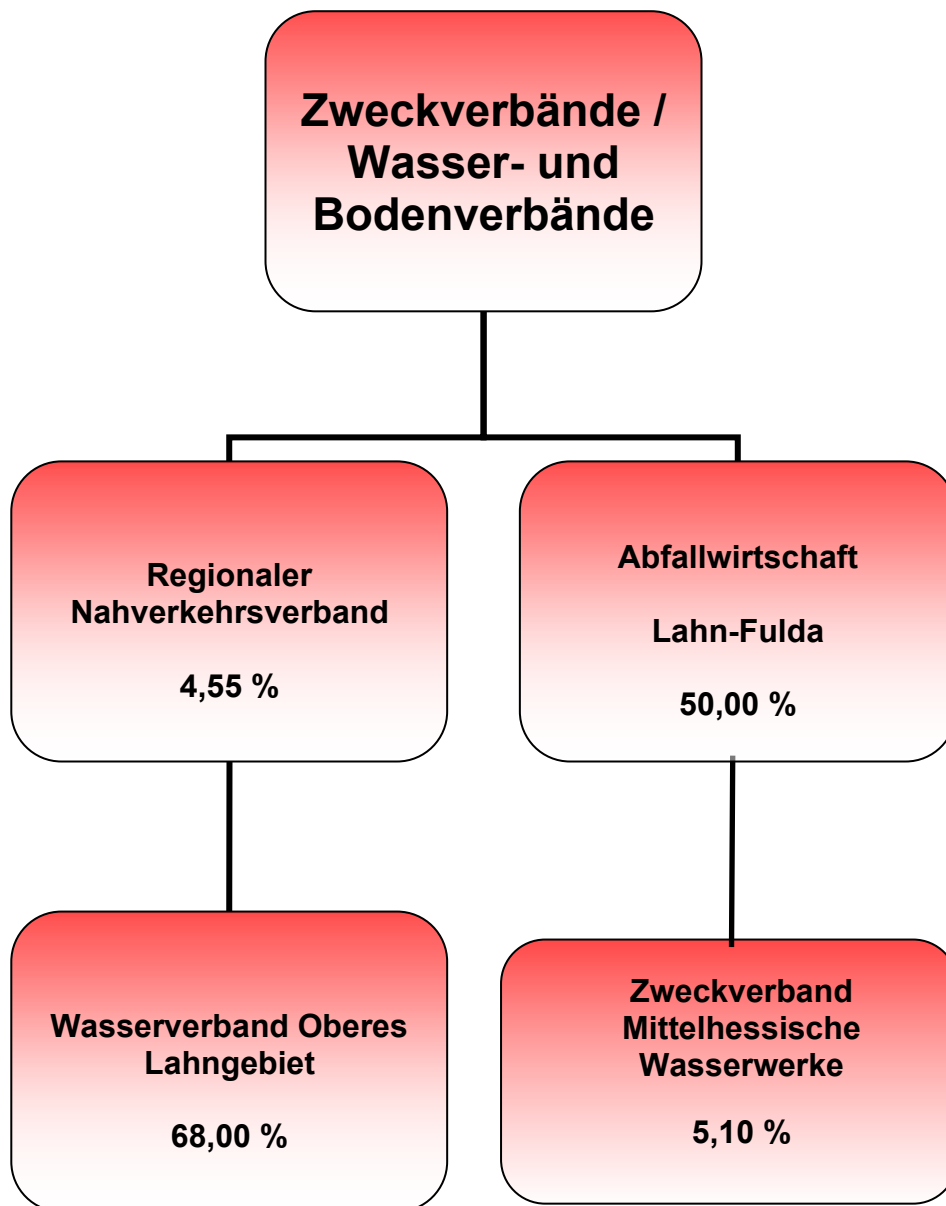 Zweckverbände /
Wasser- und
Bodenverbände
Regionaler
Nahverkehrsverband
4,55 %
Abfallwirtschaft
Lahn-Fulda
50,00 %
Wasserverband Oberes
Lahngebiet
68,00 %
Zweckverband
Mittelhessische
Wasserwerke
5,10 %